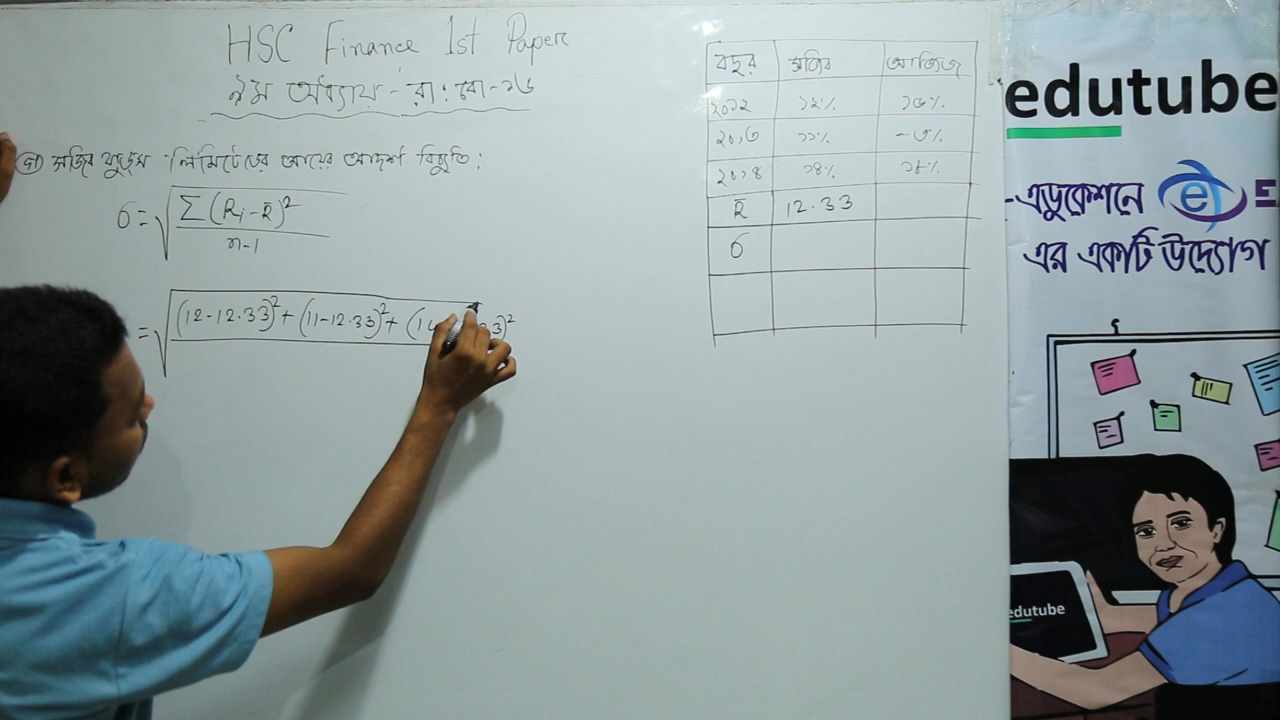 HSC Finance 1st Paper
৯ম অধ্যায় - রা: বো-১৬
সজিব ফুডস লিমিটেডের আয়ের আদর্শ বিচ্যুতি:
σ = √ Σ(Ri - R̄)²
n-1
= √ (12-12.33)² + (11-12.33)² +
বছর সজিব আজিজ
২০১২ ১২% ১৬%
২০১৩ ১১% -৩%
২০১৪ ১৪% ১৮%
R̄ 12.33
σ
edutube
-এডুকেশনে
এর একটি উদ্যোগ
edutube